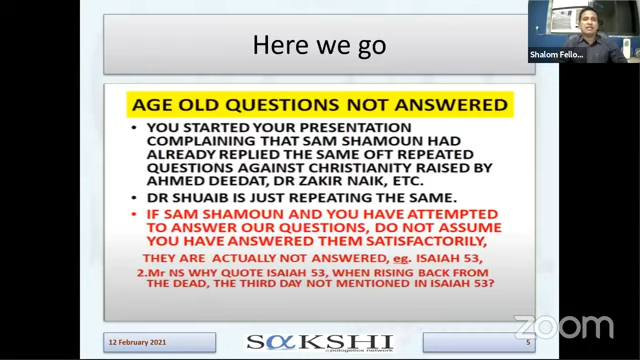 Here we go
Shalom Fello...
AGE OLD QUESTIONS NOT ANSWERED
• YOU STARTED YOUR PRESENTATION
COMPLAINING THAT SAM SHAMOUN HAD
ALREADY REPLIED THE SAME OFT REPEATED
QUESTIONS AGAINST CHRISTIANITY RAISED BY
AHMED DEEDAT, DR ZAKIR NAIK, ETC.
• DR SHUAIB IS JUST REPEATING THE SAME.
• IF SAM SHAMOUN AND YOU HAVE ATTEMPTED
TO ANSWER OUR QUESTIONS, DO NOT ASSUME
YOU HAVE ANSWERED THEM SATISFACTORILY,
THEY ARE ACTUALLY NOT ANSWERED, eg. ISAIAH 53,
2.Mr NS WHY QUOTE ISAIAH 53, WHEN RISING BACK FROM
THE DEAD, THE THIRD DAY NOT MENTIONED IN ISAIAH 53?
12 February 2021
SαKSHI
apologetics network
5
zoom